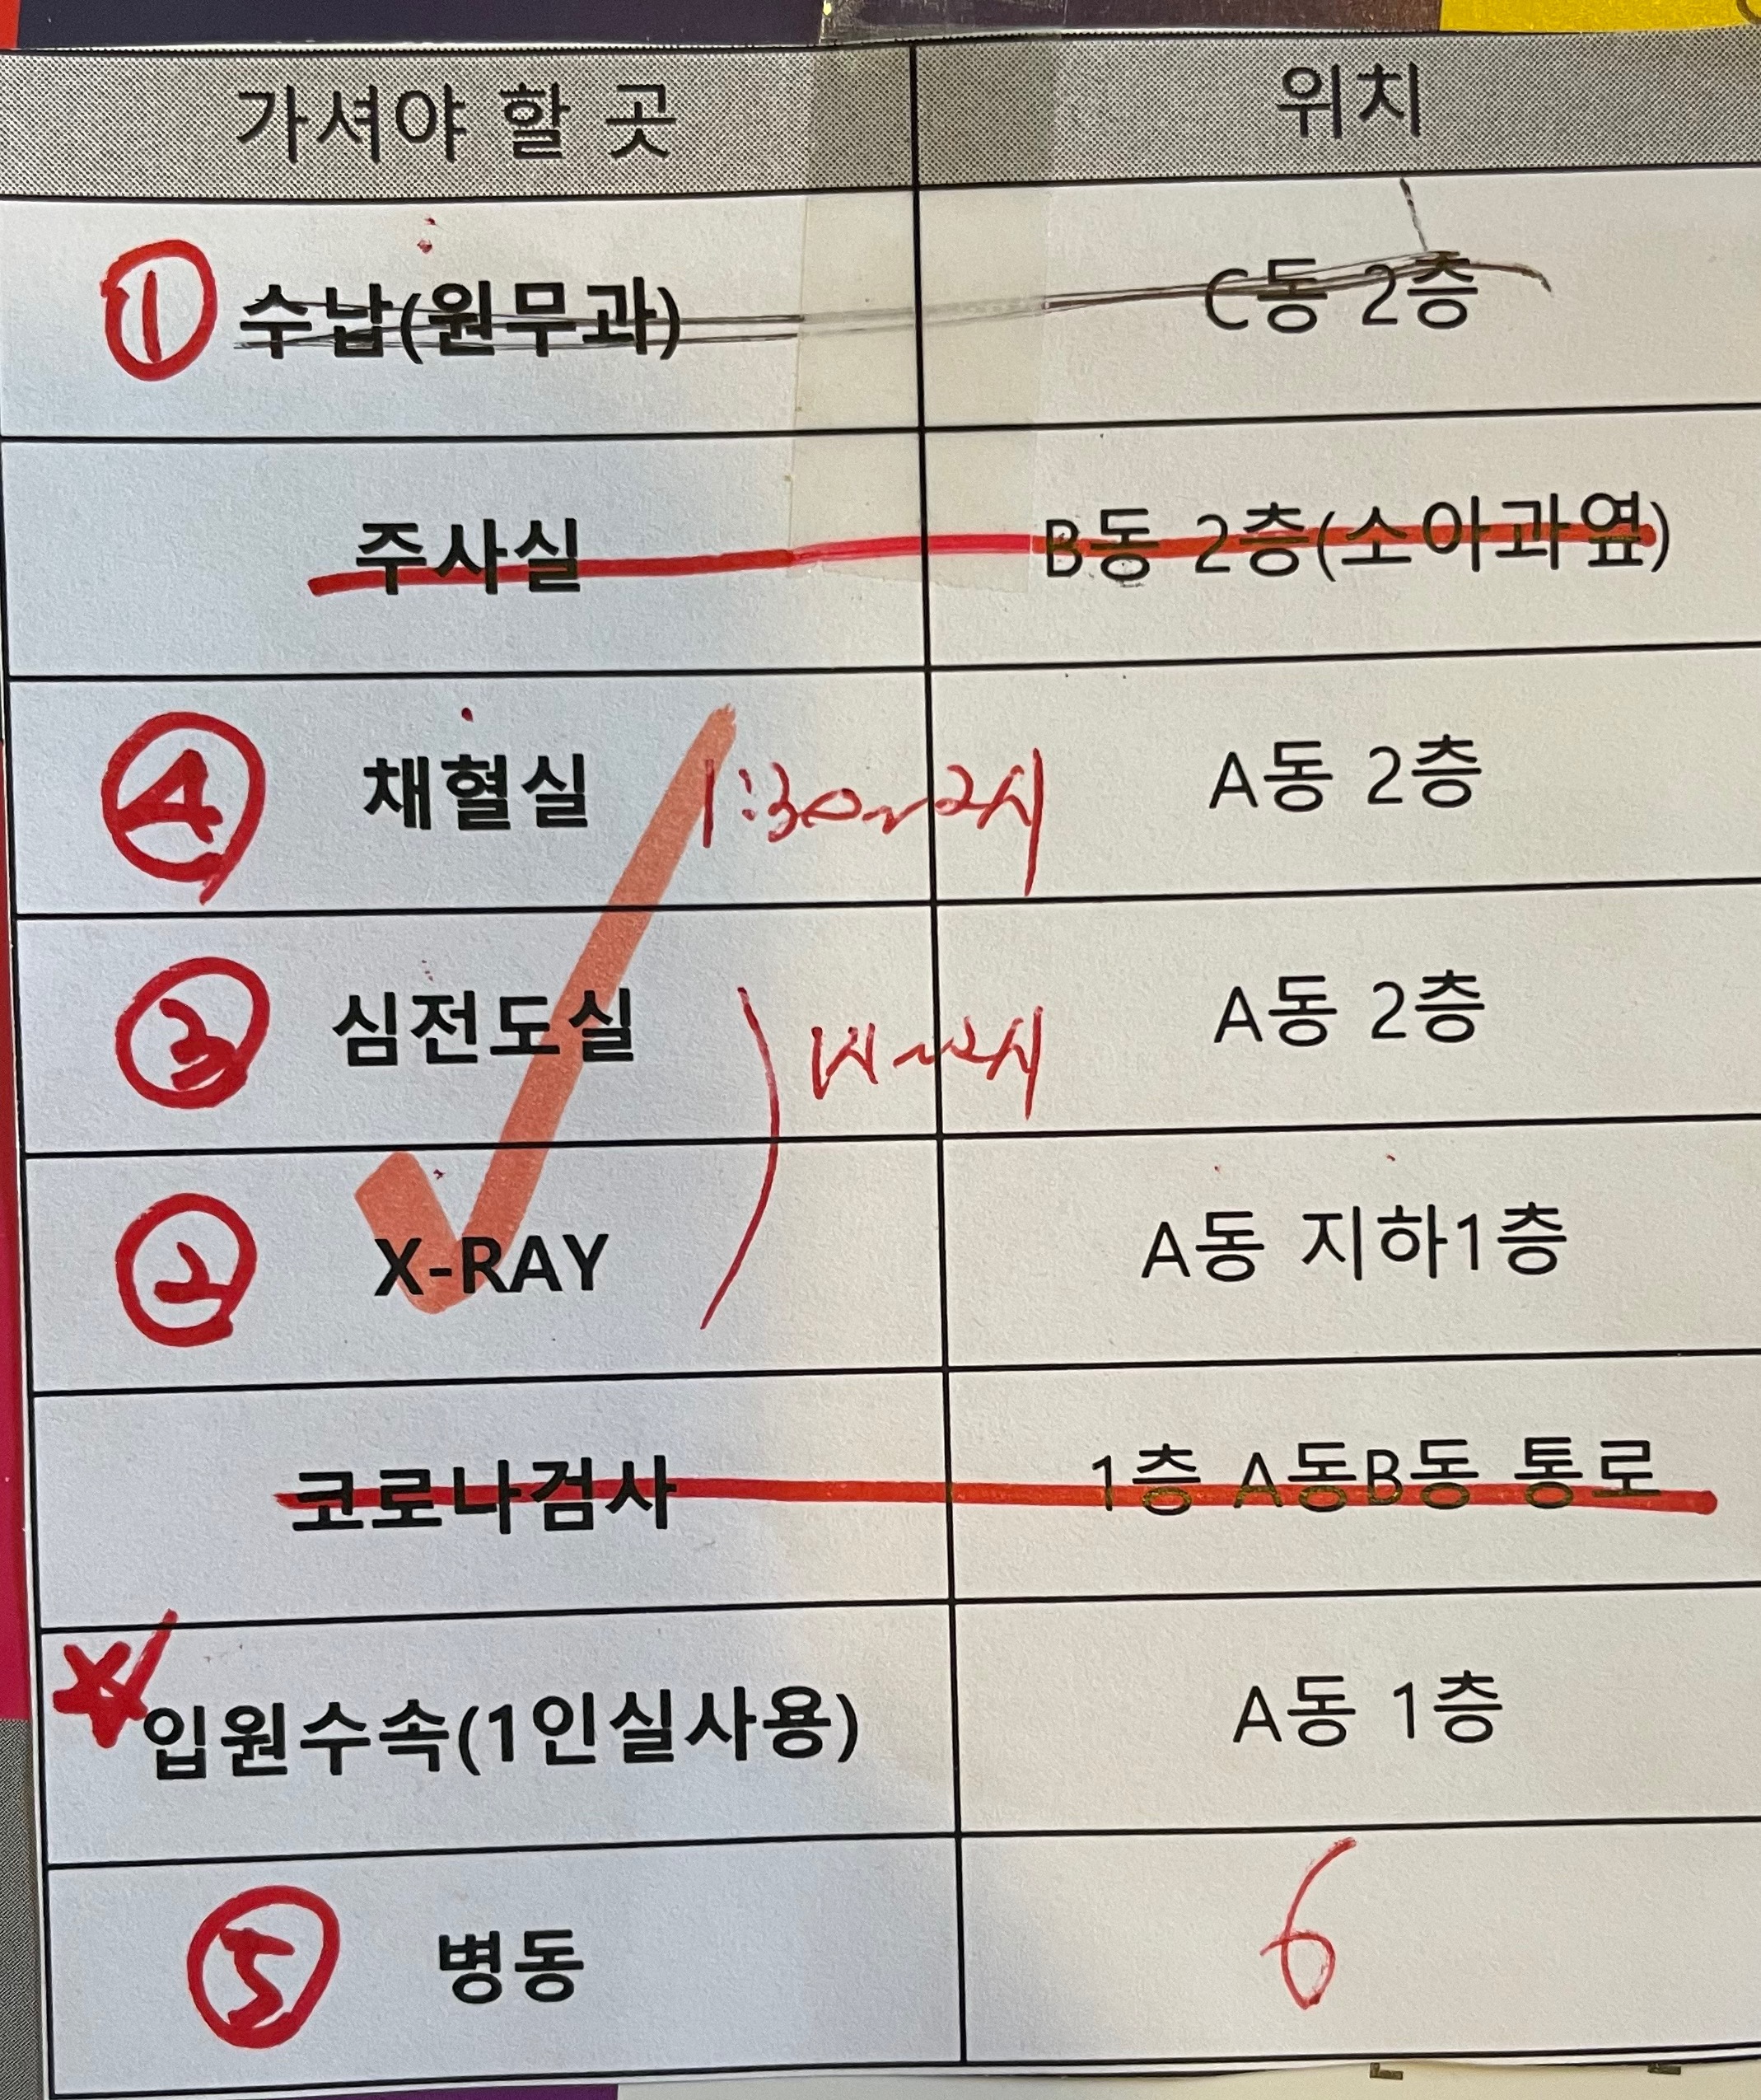 가셔야 할 곳 위치
① 수납(원무과) C동 2층
주사실 B동 2층(소아과옆)
④ 채혈실 1:30~2시 A동 2층
③ 심전도실 1시~2시 A동 2층
② X-RAY A동 지하1층
코로나검사 1층 A동B동 통로
입원수속(1인실사용) A동 1층
⑤ 병동 6